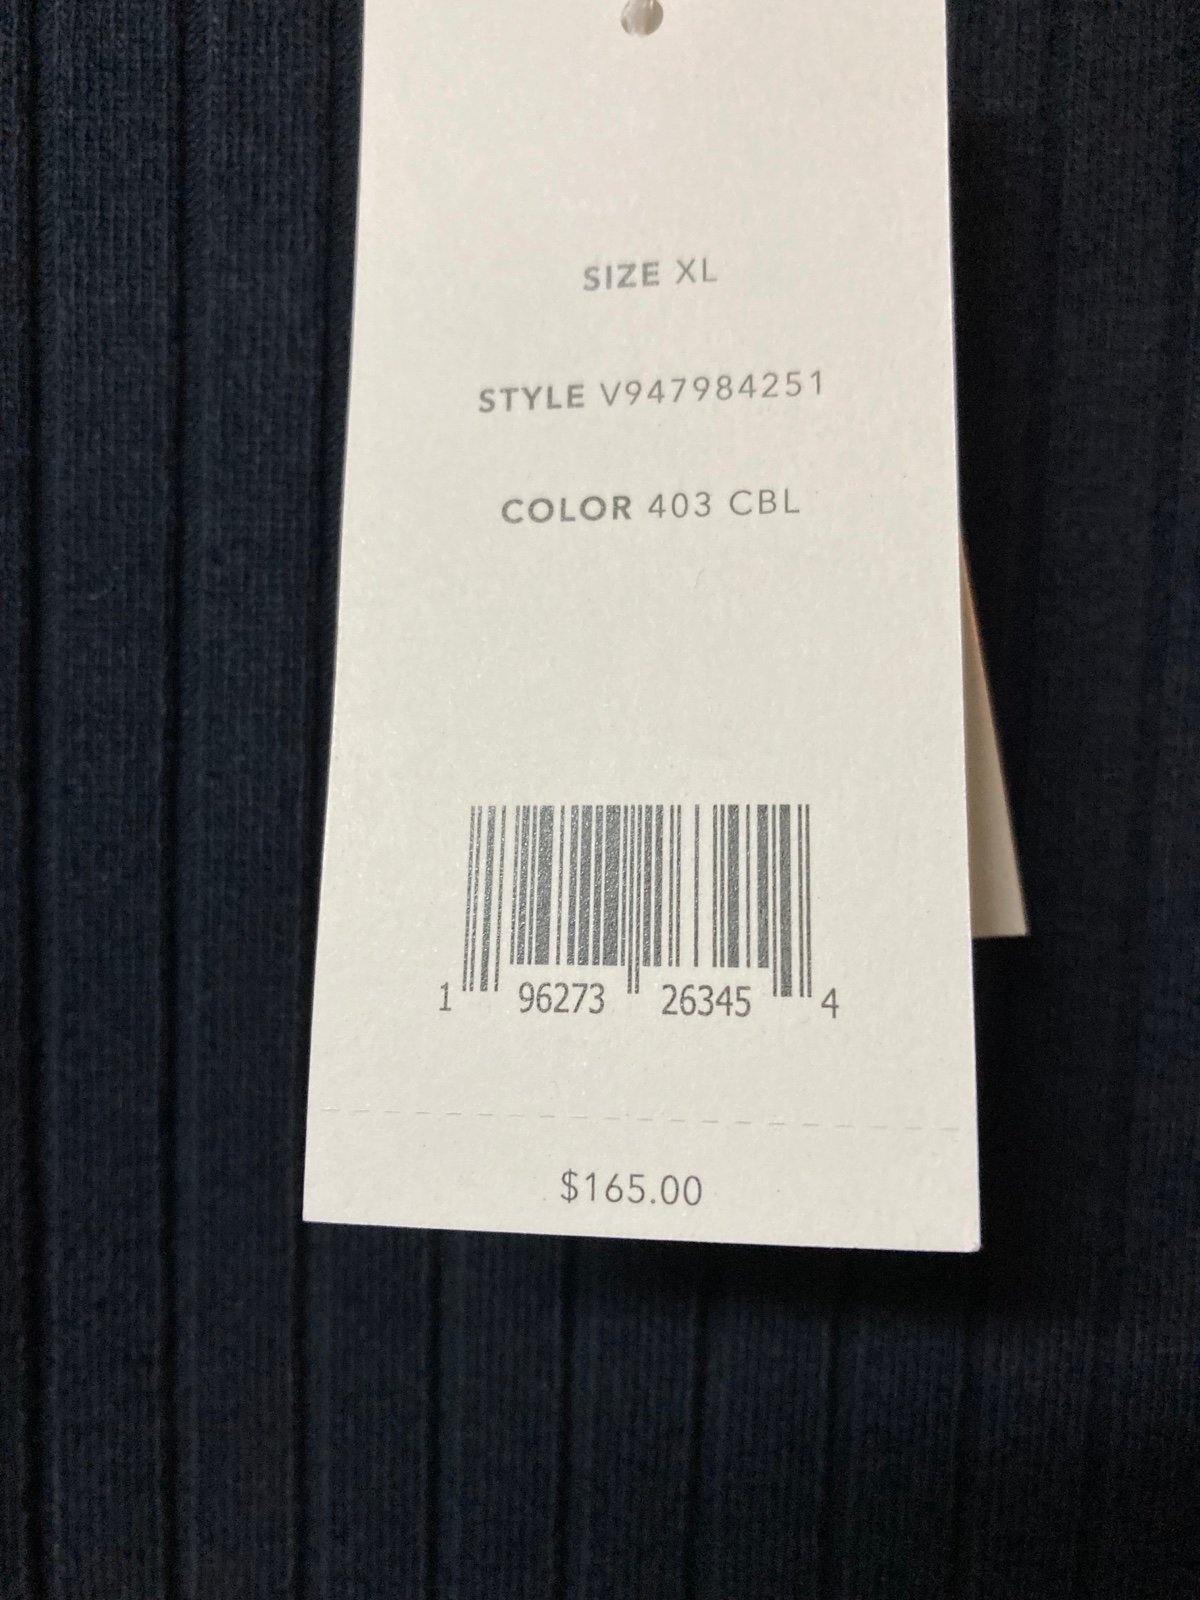 SIZE XL
STYLE V947984251
COLOR 403 CBL
1 96273 26345 4
$165.00